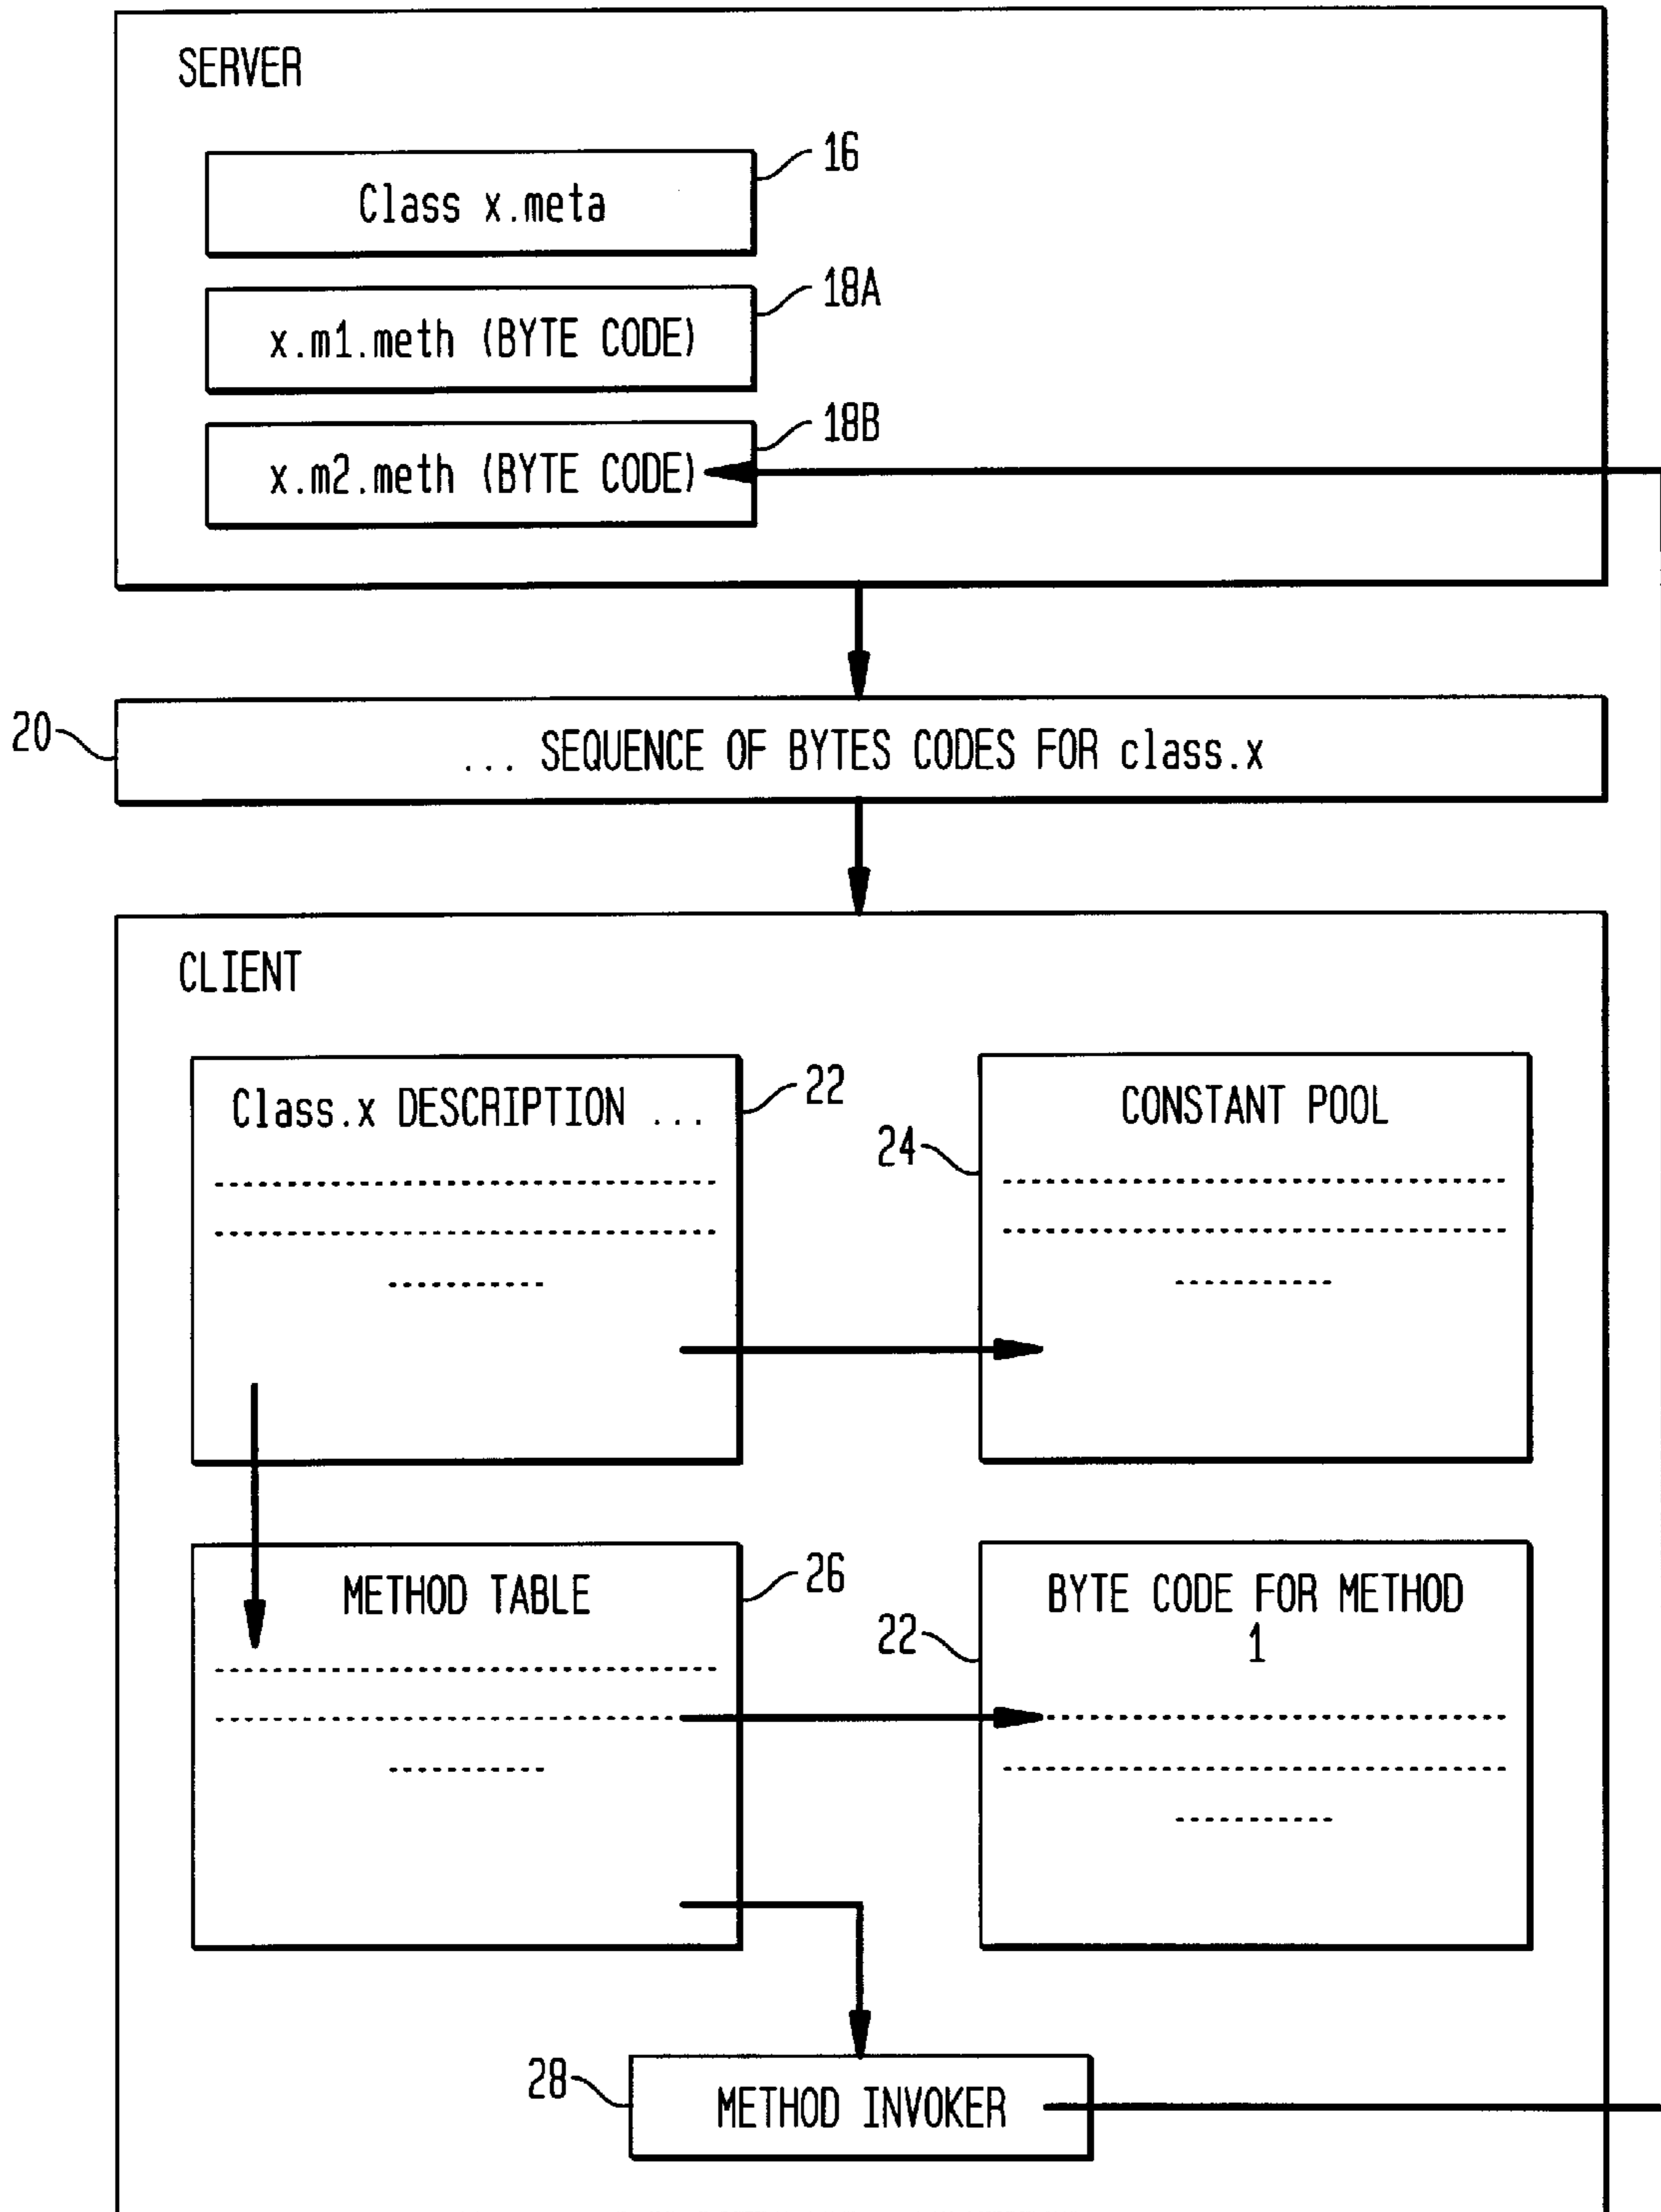 SERVER
16
Class x.meta
18A
x.m1.meth (BYTE CODE)
18B
x.m2.meth (BYTE CODE)
20
... SEQUENCE OF BYTES CODES FOR class.x
CLIENT
Class.x DESCRIPTION ...
22
CONSTANT POOL
24
METHOD TABLE
26
BYTE CODE FOR METHOD
1
22
28
METHOD INVOKER